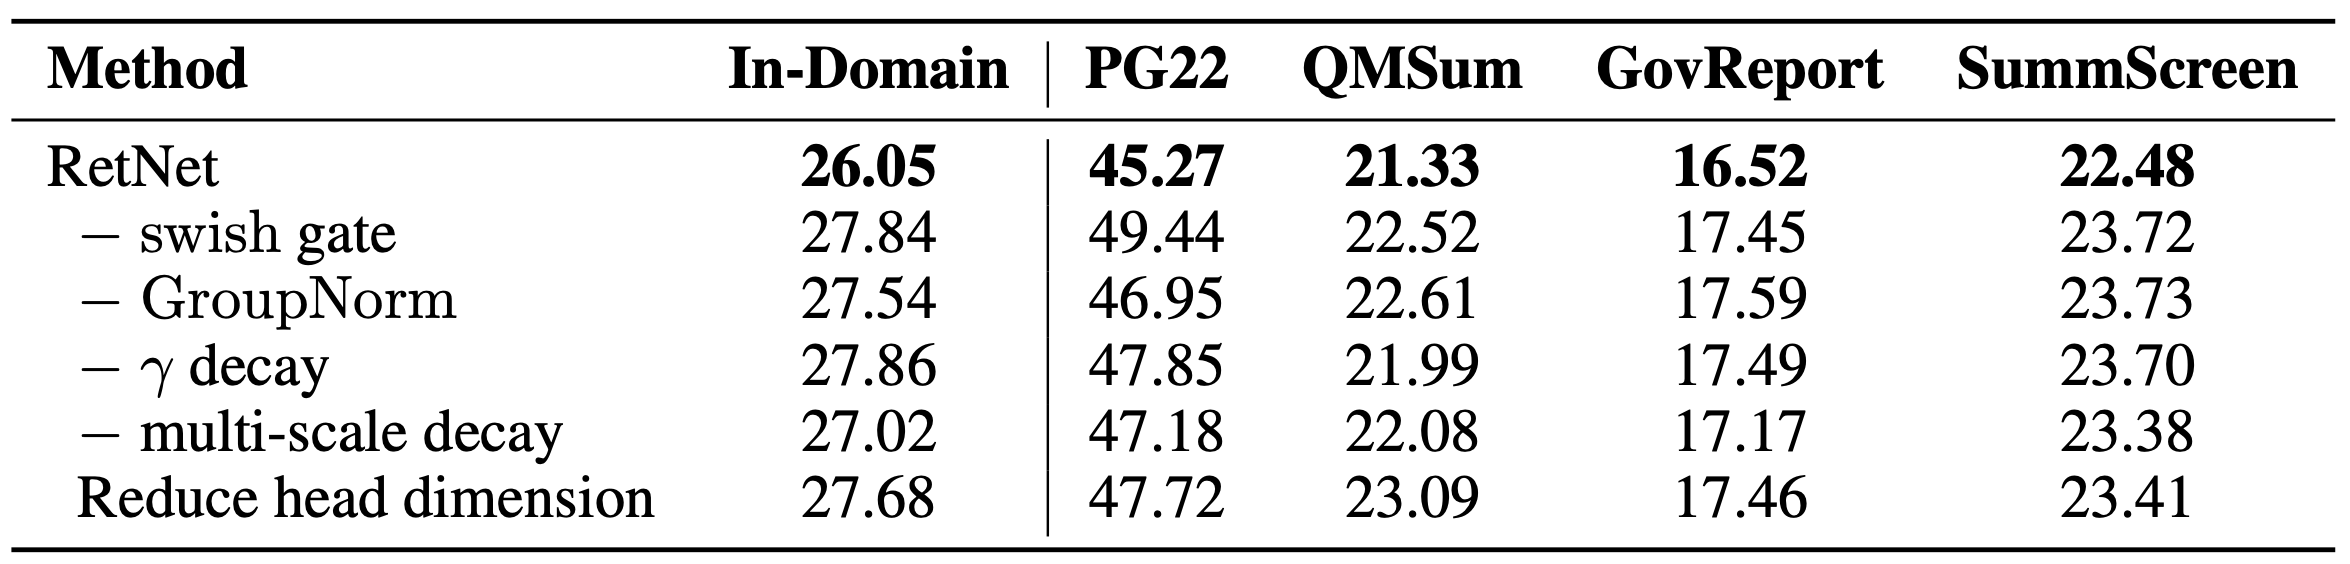 Method In-Domain PG22 QMSum GovReport SummScreen
RetNet 26.05 45.27 21.33 16.52 22.48
− swish gate 27.84 49.44 22.52 17.45 23.72
− GroupNorm 27.54 46.95 22.61 17.59 23.73
− γ decay 27.86 47.85 21.99 17.49 23.70
− multi-scale decay 27.02 47.18 22.08 17.17 23.38
Reduce head dimension 27.68 47.72 23.09 17.46 23.41